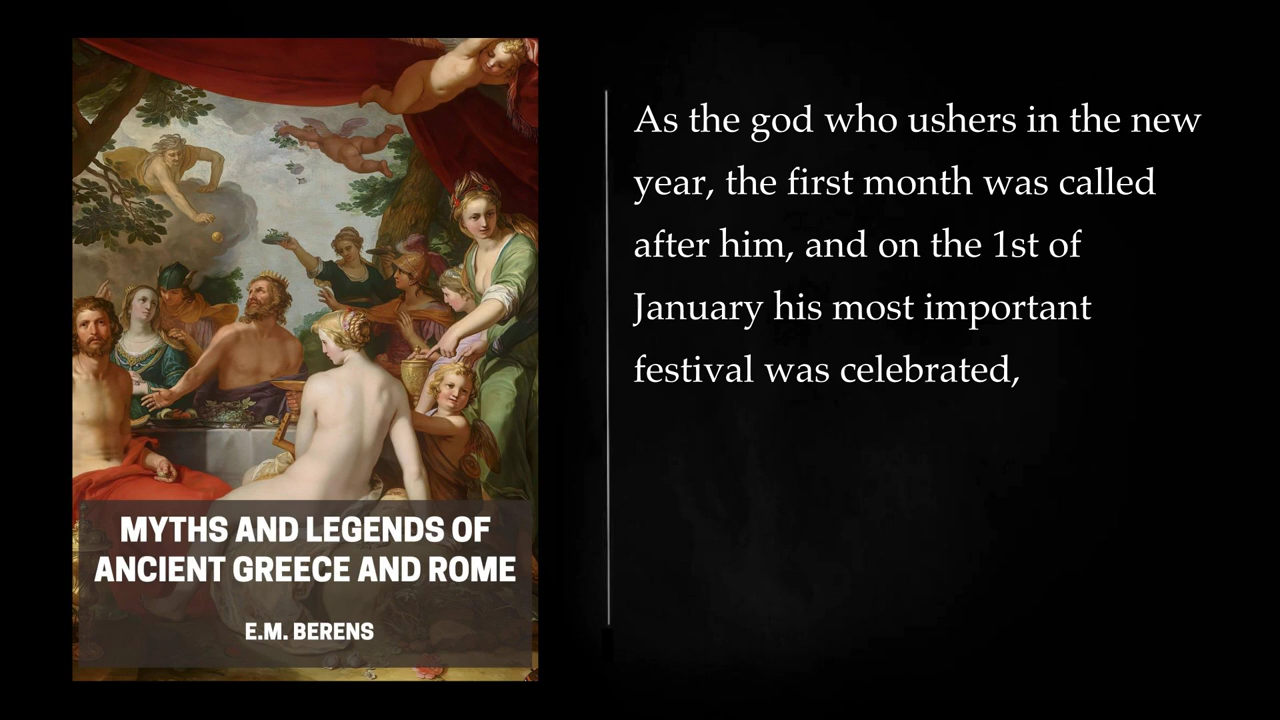 MYTHS AND LEGENDS OF
ANCIENT GREECE AND ROME
E.M. BERENS
As the god who ushers in the new
year, the first month was called
after him, and on the 1st of
January his most important
festival was celebrated,